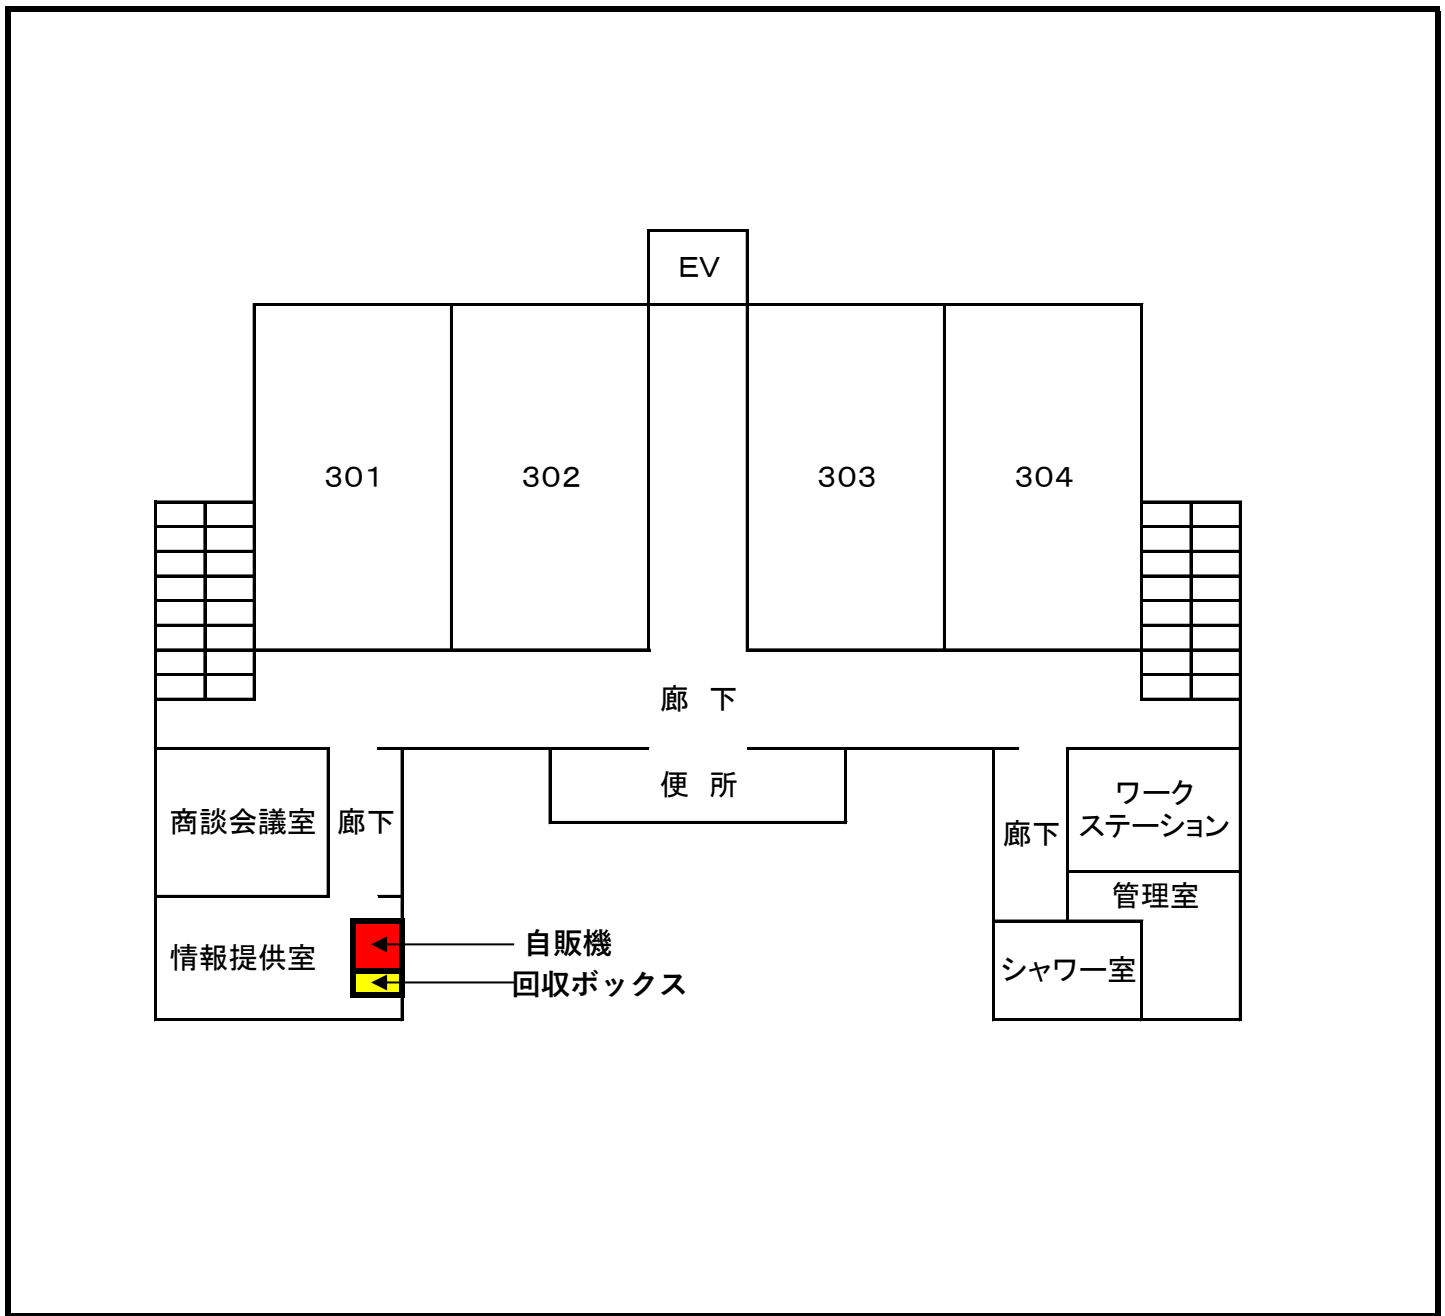 EV
301
302
303
304
廊 下
便 所
商談会議室
廊下
廊下
ワーク
ステーション
管理室
情報提供室
自販機
回収ボックス
シャワー室